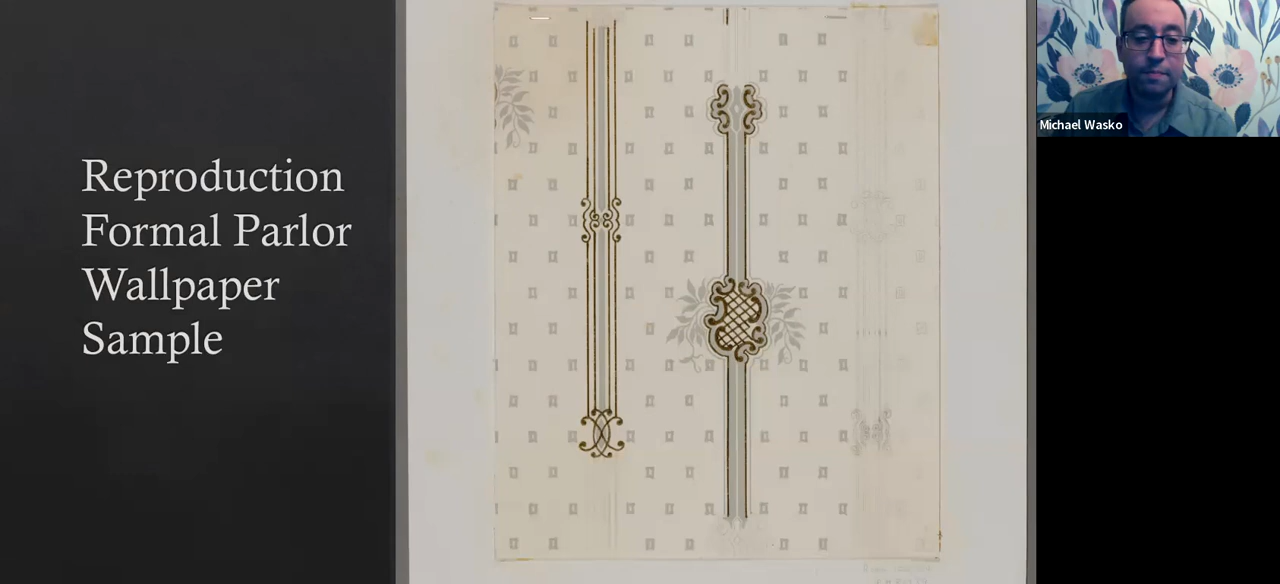 Reproduction
Formal Parlor
Wallpaper
Sample
Michael Wasko